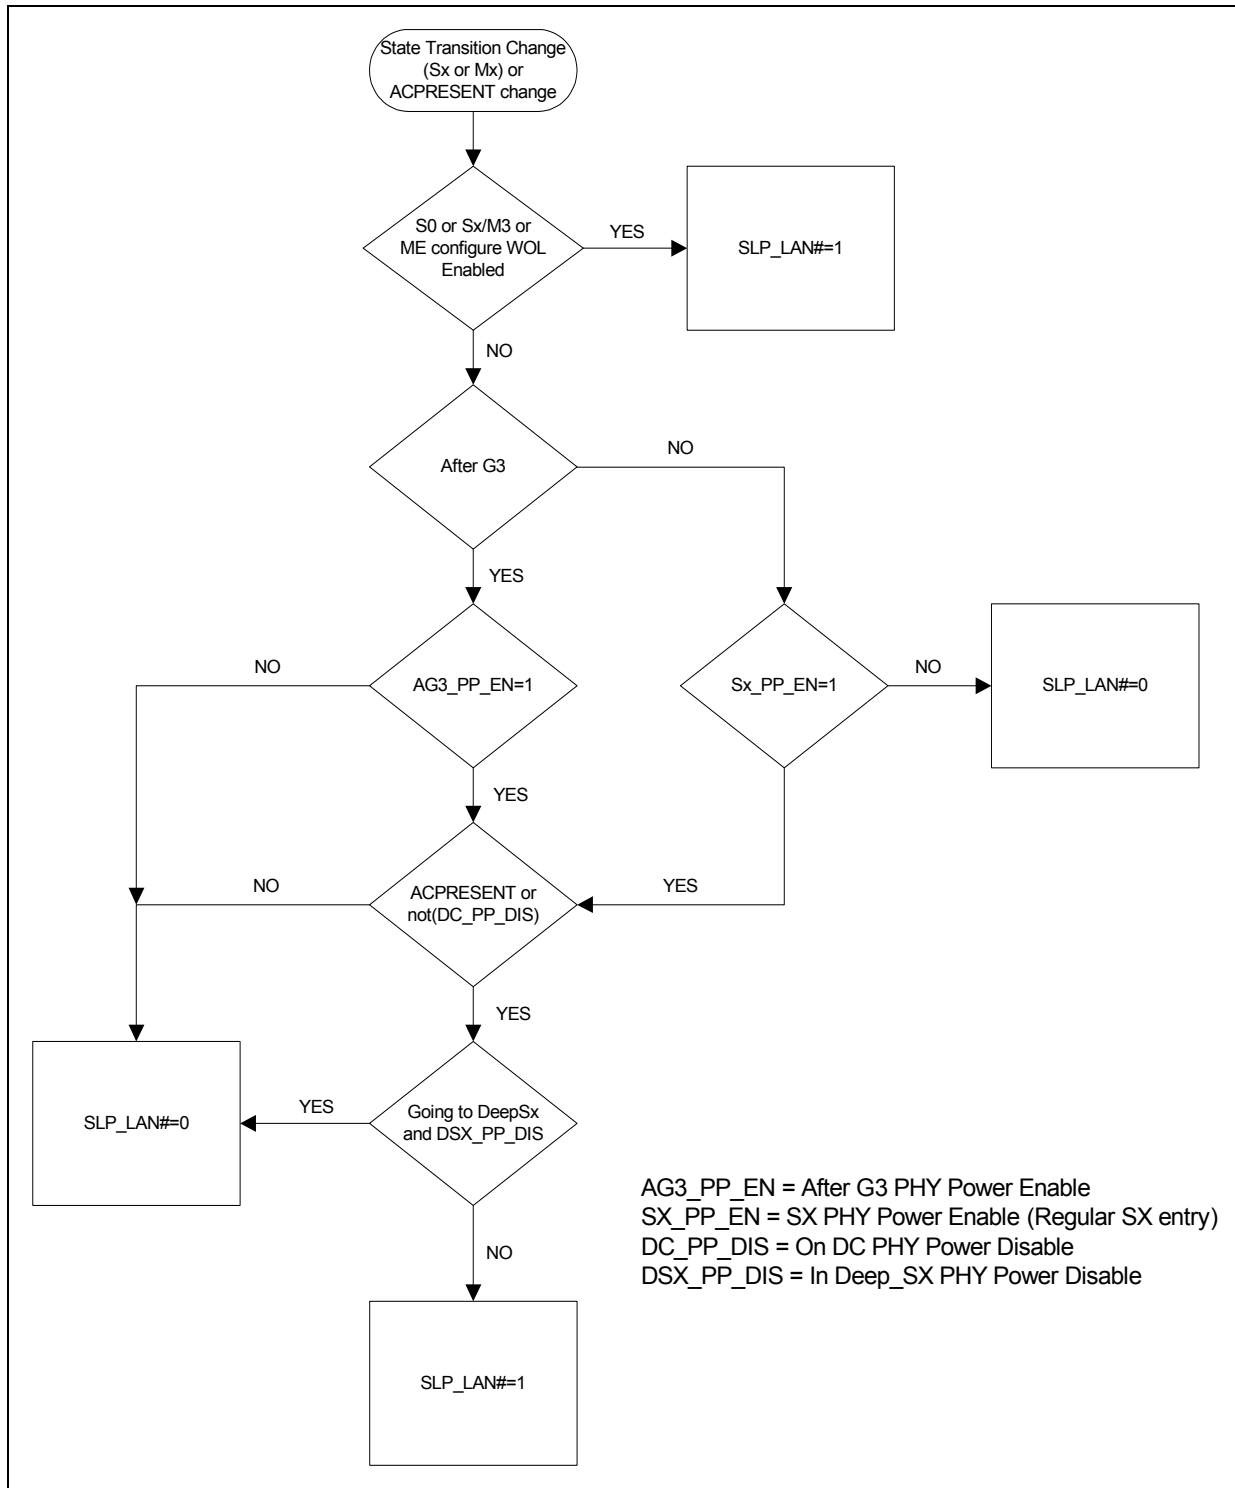 State Transition Change
(Sx or Mx) or
ACPRESENT change
S0 or Sx/M3 or
ME configure WOL
Enabled
YES
SLP_LAN#=1
NO
After G3
NO
YES
AG3_PP_EN=1
NO
Sx_PP_EN=1
NO
SLP_LAN#=0
YES
ACPRESENT or
not(DC_PP_DIS)
NO
YES
YES
Going to DeepSx
and DSX_PP_DIS
YES
SLP_LAN#=0
NO
SLP_LAN#=1
AG3_PP_EN = After G3 PHY Power Enable
SX_PP_EN = SX PHY Power Enable (Regular SX entry)
DC_PP_DIS = On DC PHY Power Disable
DSX_PP_DIS = In Deep_SX PHY Power Disable